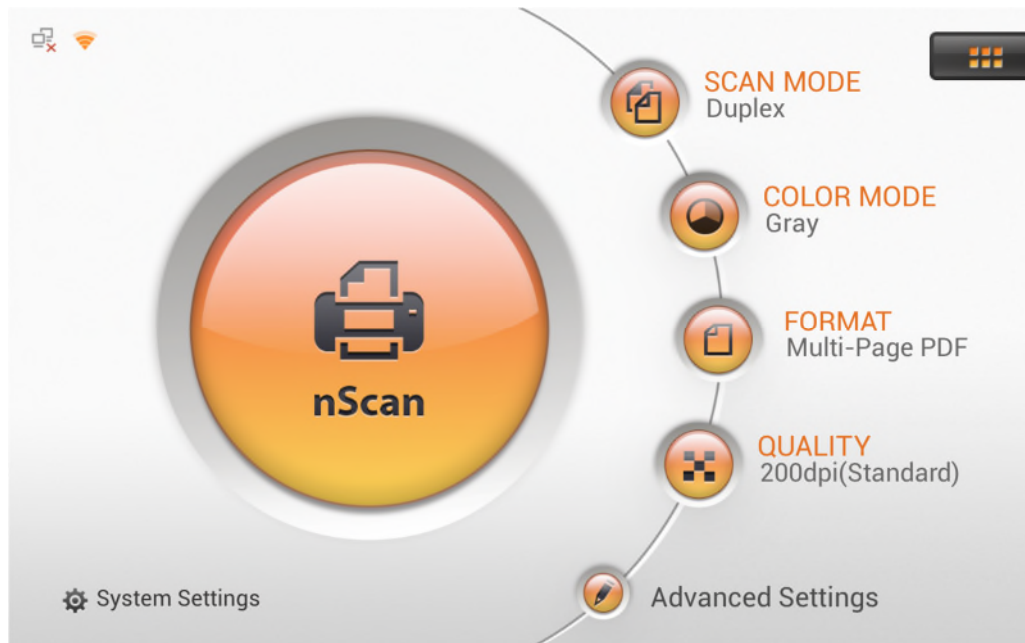 SCAN MODE
Duplex
COLOR MODE
Gray
FORMAT
Multi-Page PDF
nScan
QUALITY
200dpi(Standard)
System Settings
Advanced Settings